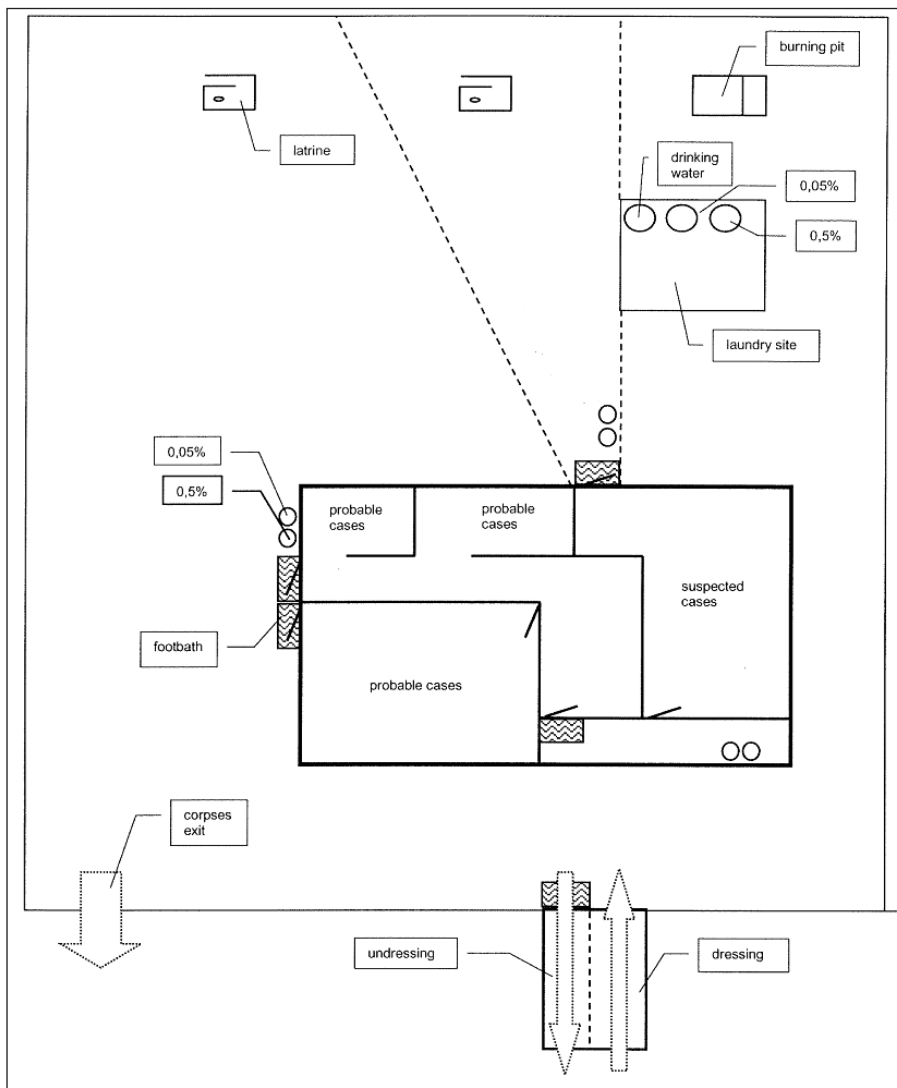 burning pit
latrine
drinking
water
0,05%
0,5%
laundry site
0,05%
0,5%
probable
cases
probable
cases
suspected
cases
footbath
probable cases
corpses
exit
undressing
dressing